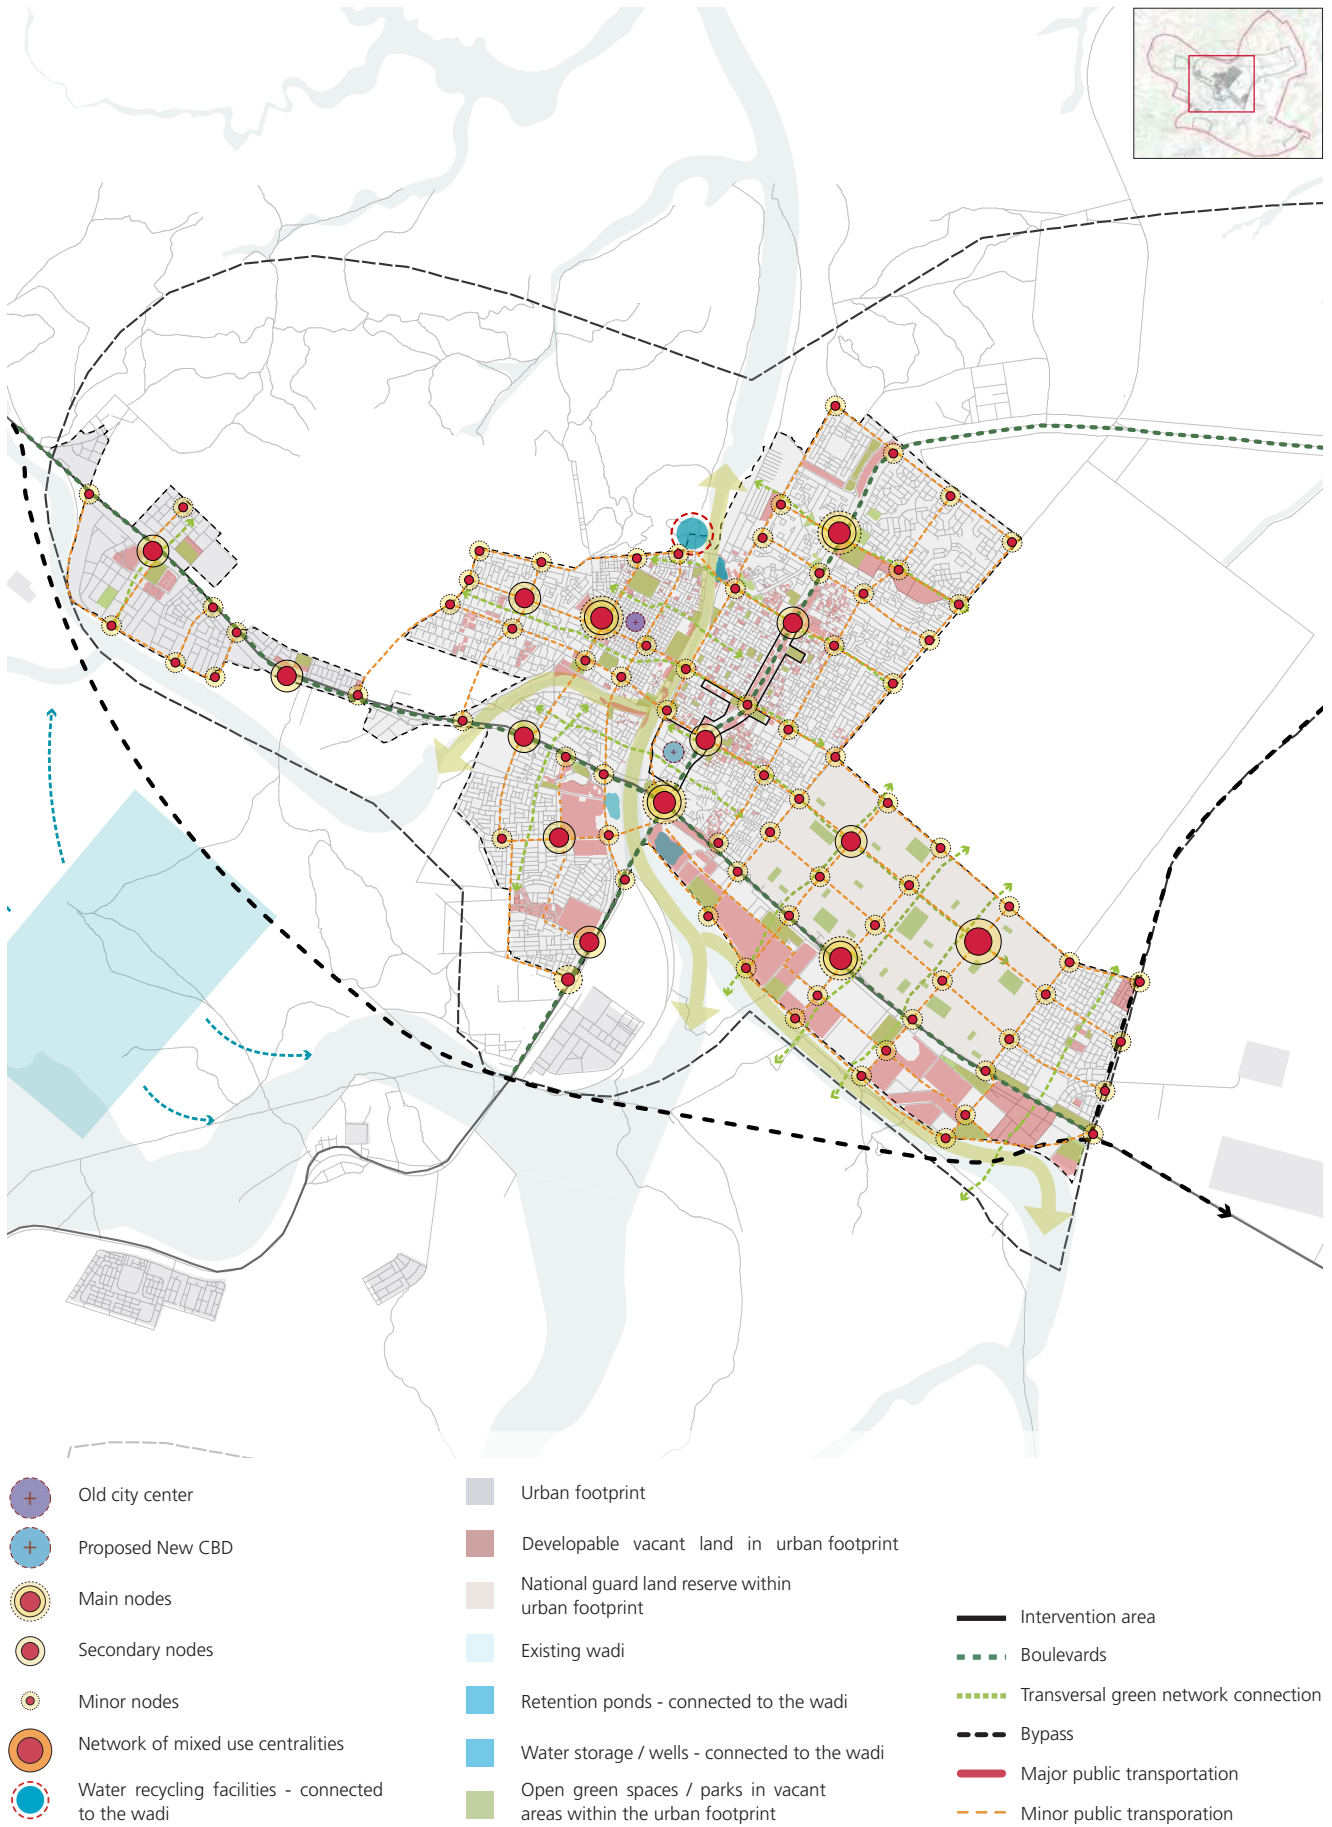 Old city center
Proposed New CBD
Main nodes
Secondary nodes
Minor nodes
Network of mixed use centralities
Water recycling facilities - connected
to the wadi
Urban footprint
Developable vacant land in urban footprint
National guard land reserve within
urban footprint
Existing wadi
Retention ponds - connected to the wadi
Water storage / wells - connected to the wadi
Open green spaces / parks in vacant
areas within the urban footprint
Intervention area
Boulevards
Transversal green network connection
Bypass
Major public transportation
Minor public transporation